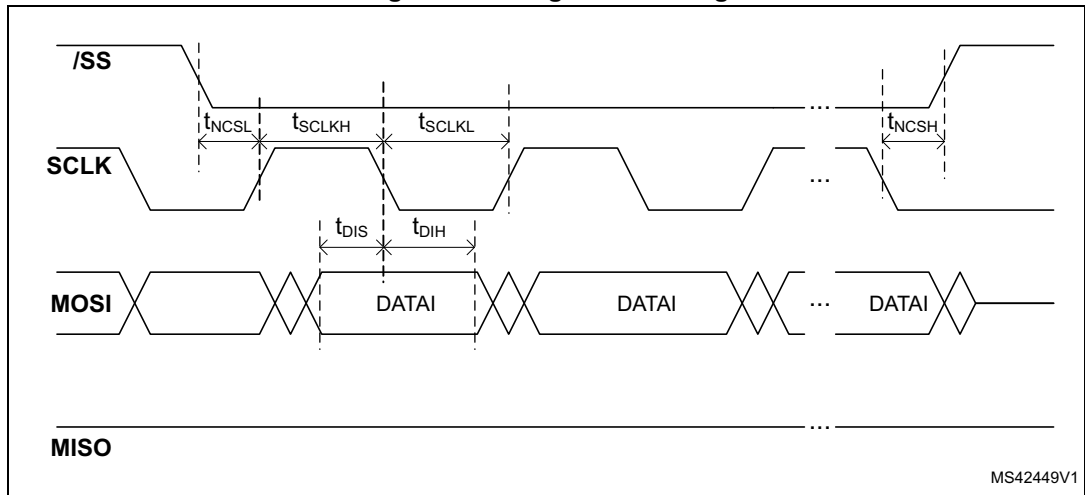 /SS
...
tNCSL tSCLKH tSCLKL tNCSH
SCLK
...
tDIS tDIH
MOSI DATAI DATAI ... DATAI
...
MISO
MS42449V1